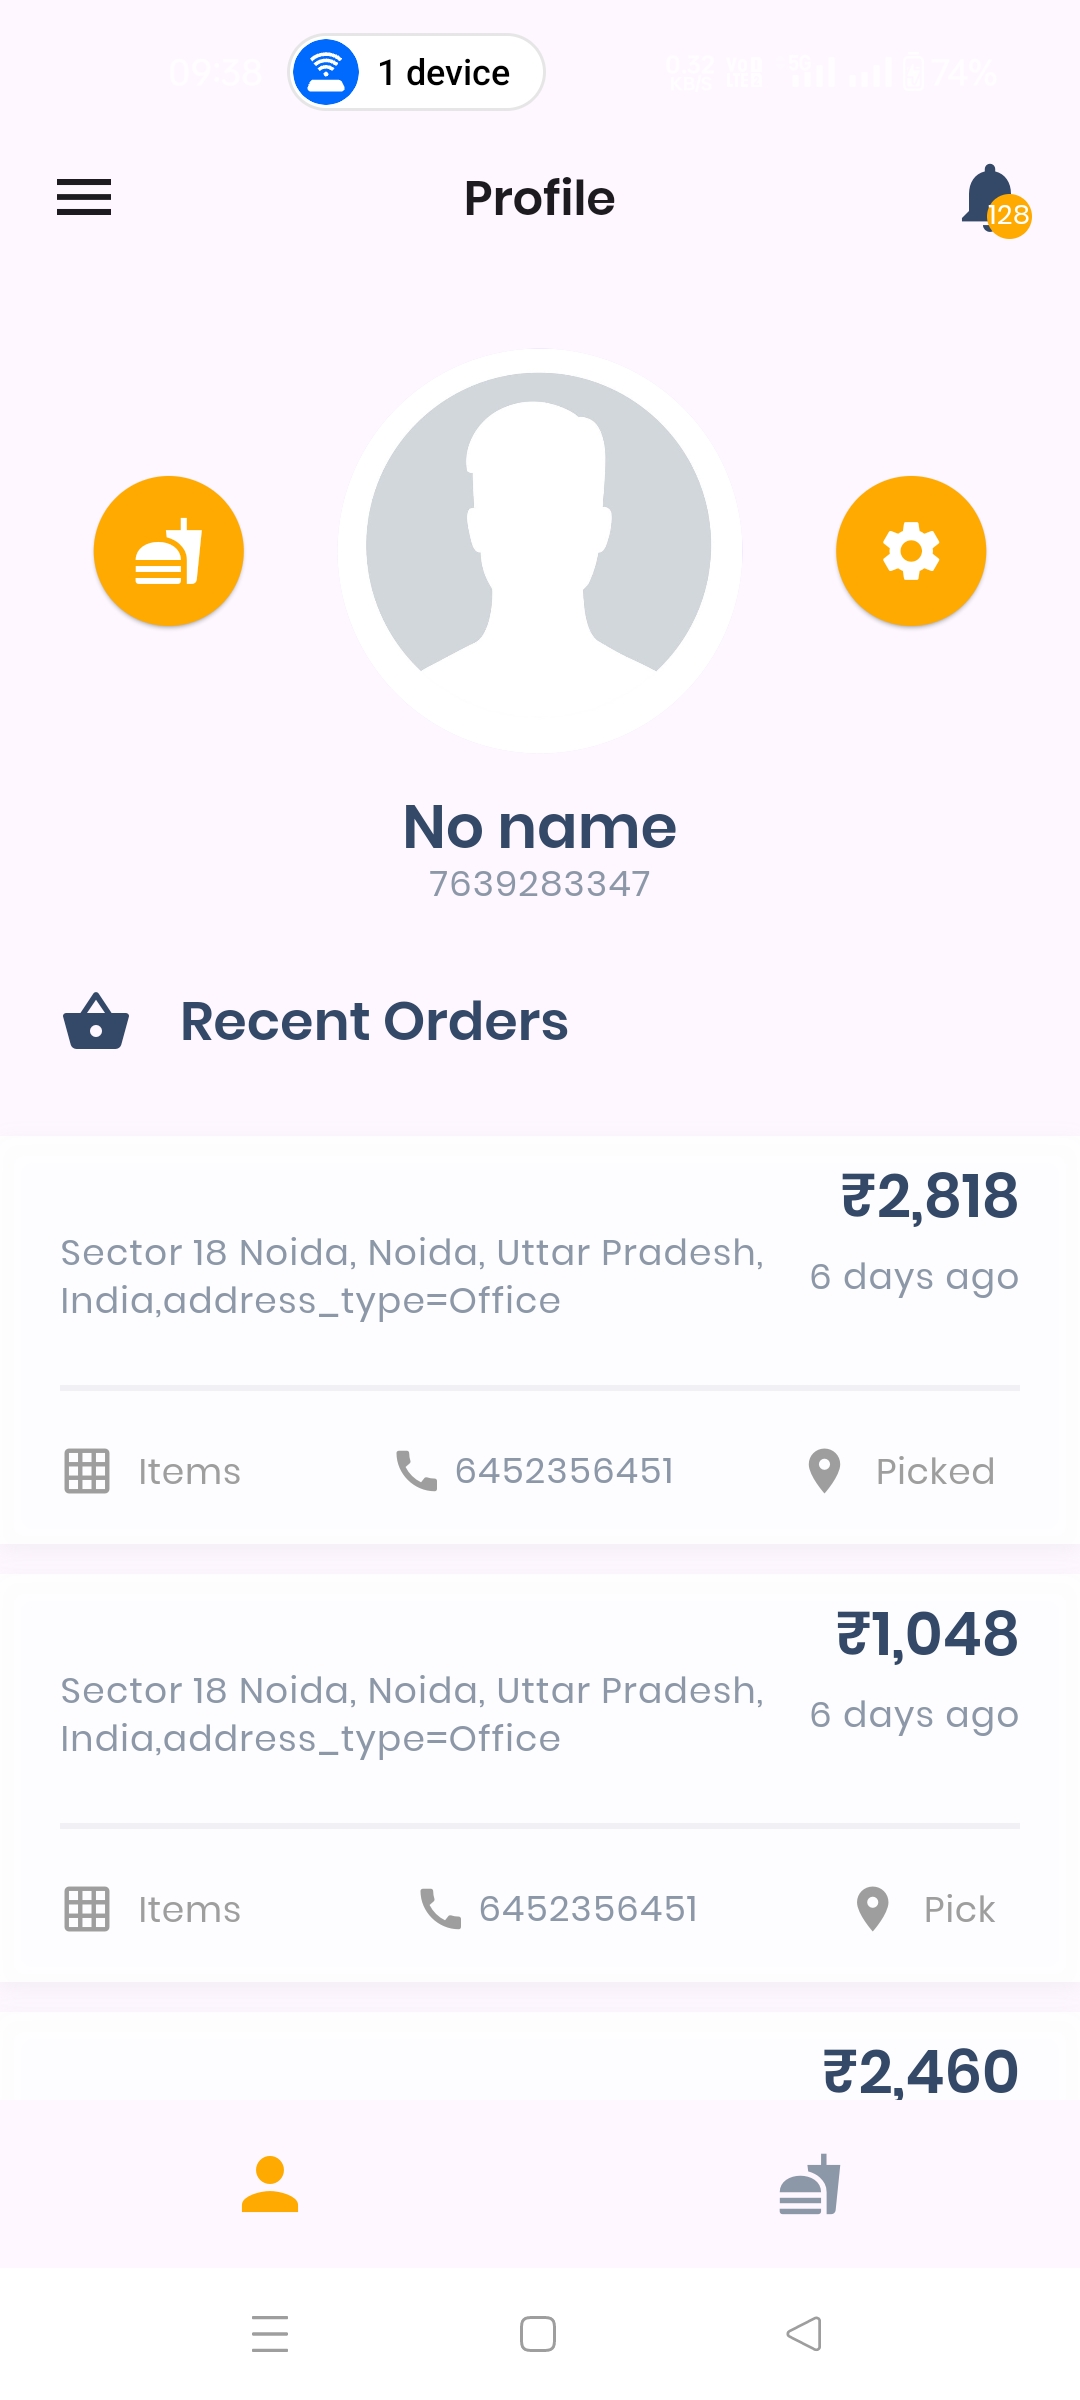 09:38
1 device
74%
Profile
128
No name
7639283347
Recent Orders
₹2,818
Sector 18 Noida, Noida, Uttar Pradesh,
India,address_type=Office
6 days ago
Items
6452356451
Picked
₹1,048
Sector 18 Noida, Noida, Uttar Pradesh,
India,address_type=Office
6 days ago
Items
6452356451
Pick
₹2,460